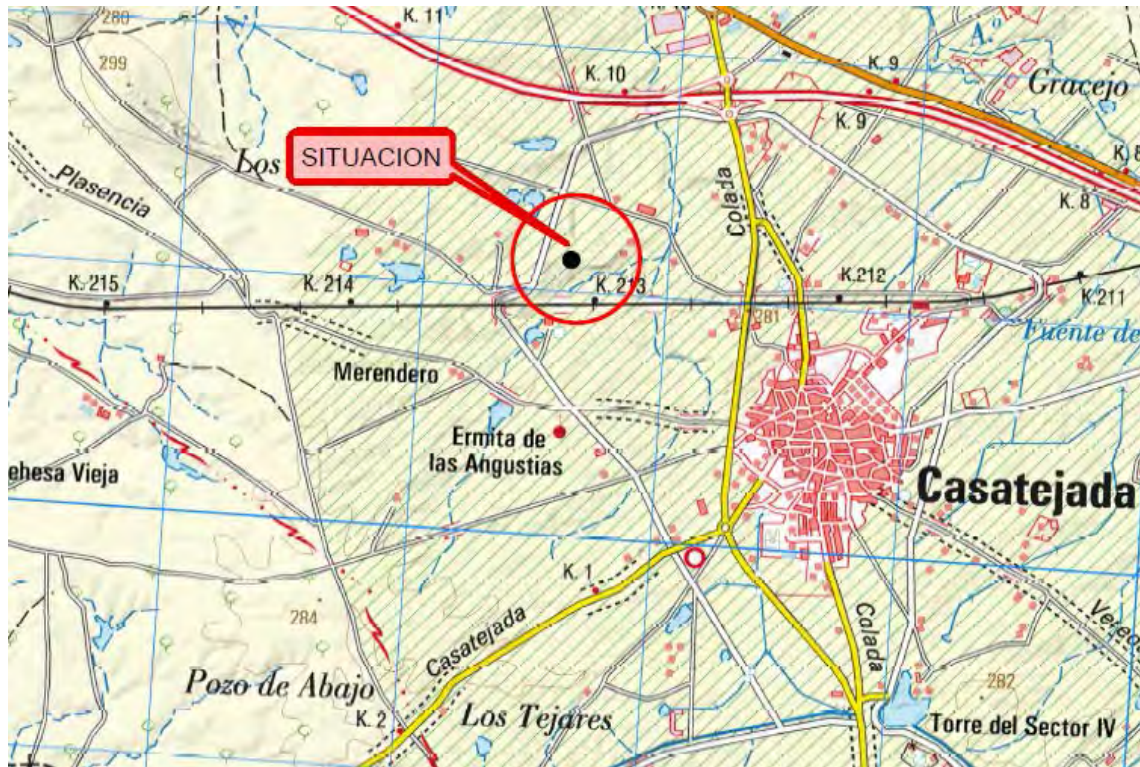 280
K. 11
A.º
299
K. 10
K. 9
Gracejo
K. 9
SITUACION
Los
K. 8
Plasencia
Colada
K. 8
K. 215
K. 214
K. 213
K.212
K.211
281
Fuente de
Merendero
Ermita de
las Angustias
ehesa Vieja
Casatejada
K. 1
284
Casatejada
Colada
Pozo de Abajo
K. 2
Los Tejares
282
Torre del Sector IV